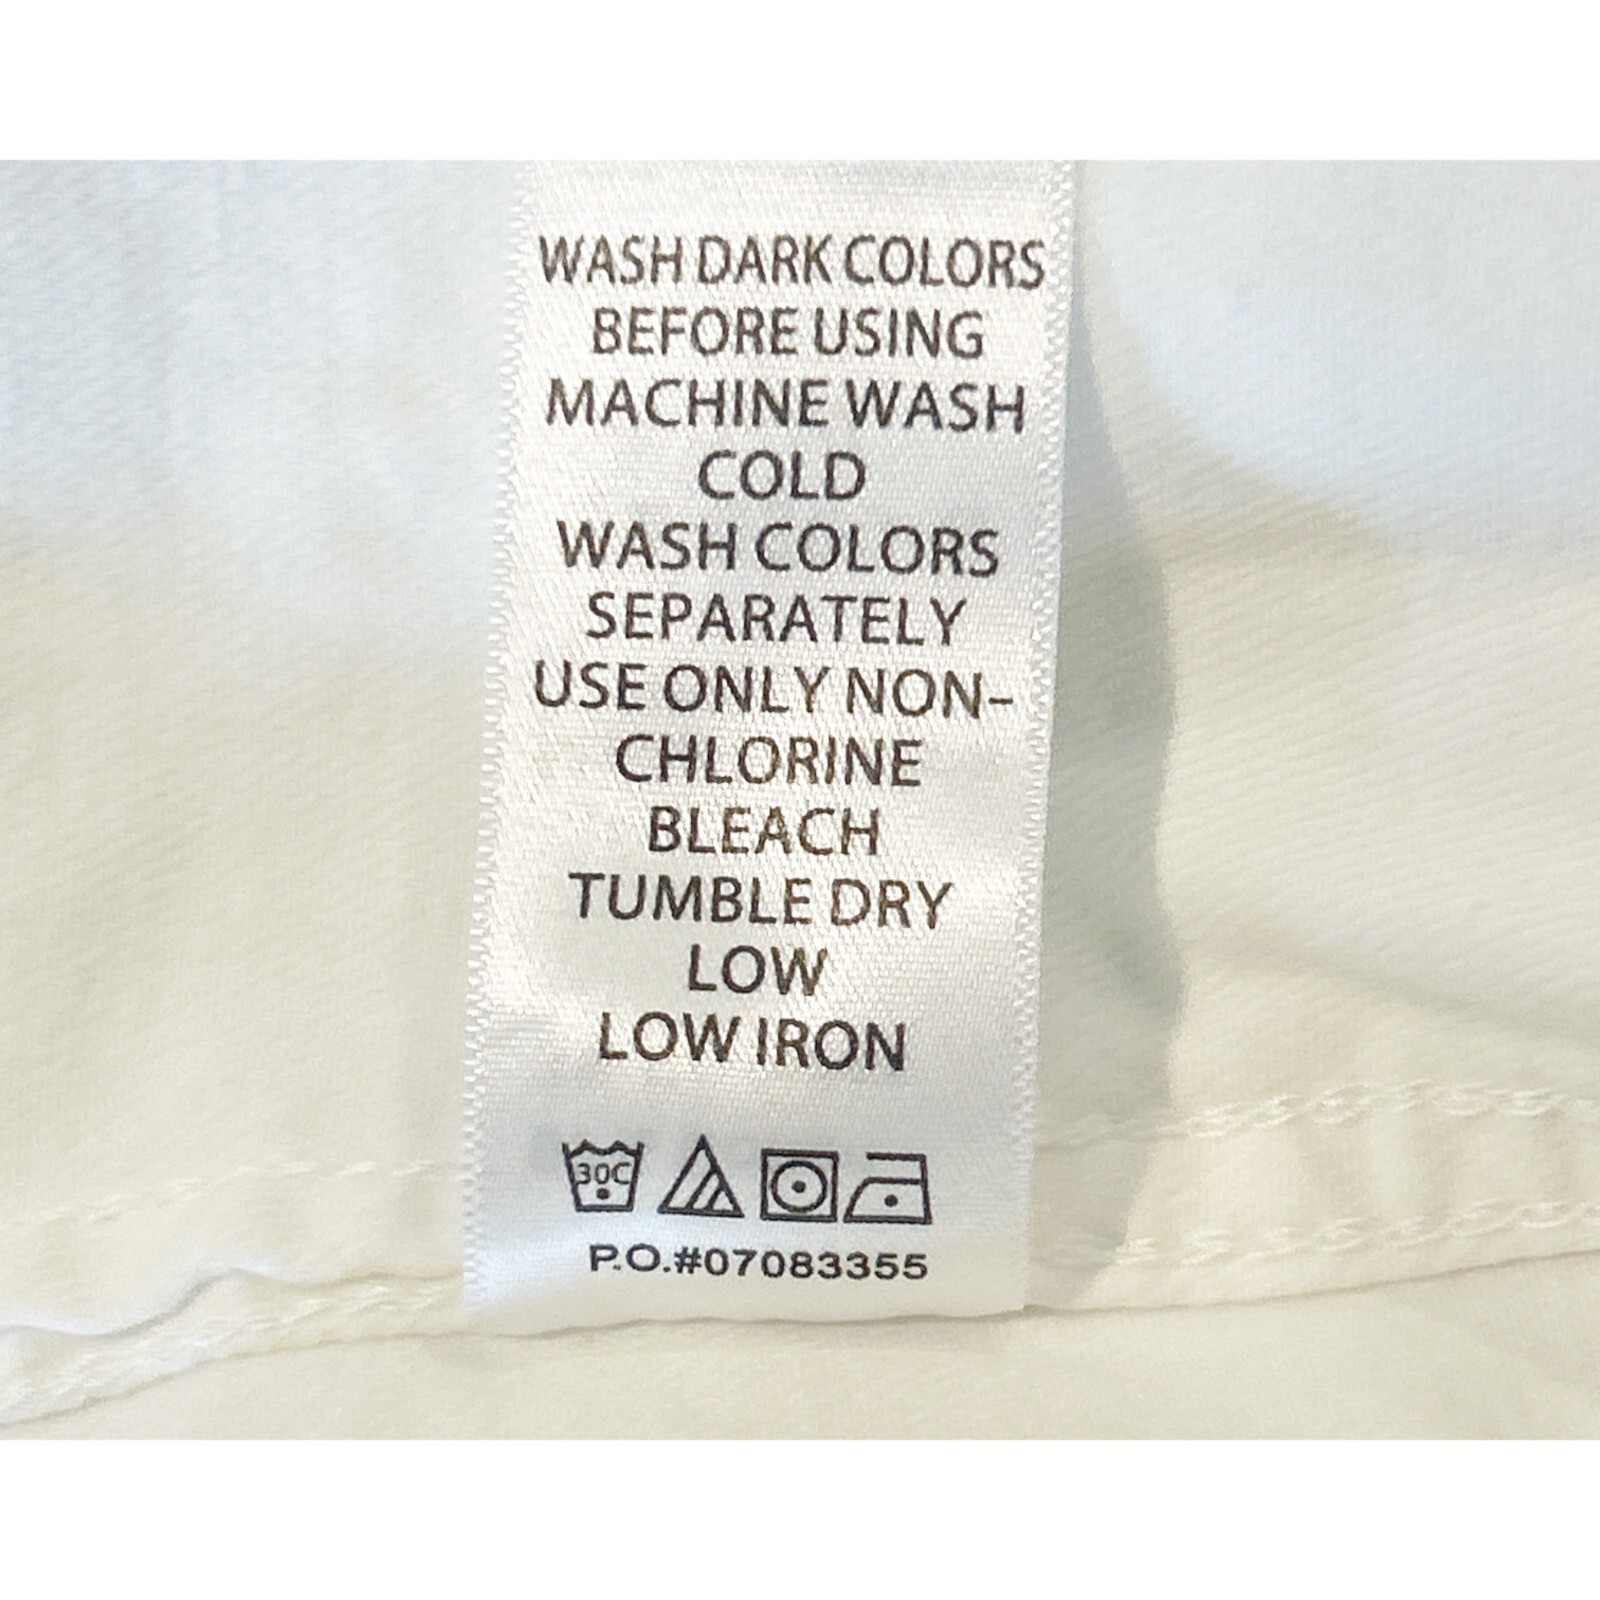 WASH DARK COLORS
BEFORE USING
MACHINE WASH
COLD
WASH COLORS
SEPARATELY
USE ONLY NON-
CHLORINE
BLEACH
TUMBLE DRY
LOW
LOW IRON
30C
P.O.#07083355